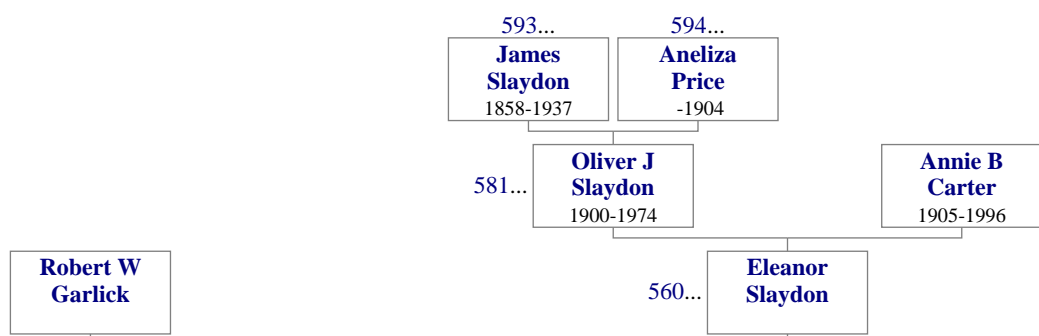 593...
594...
James
Slaydon
1858-1937
Aneliza
Price
-1904
581...
Oliver J
Slaydon
1900-1974
Annie B
Carter
1905-1996
Robert W
Garlick
560...
Eleanor
Slaydon